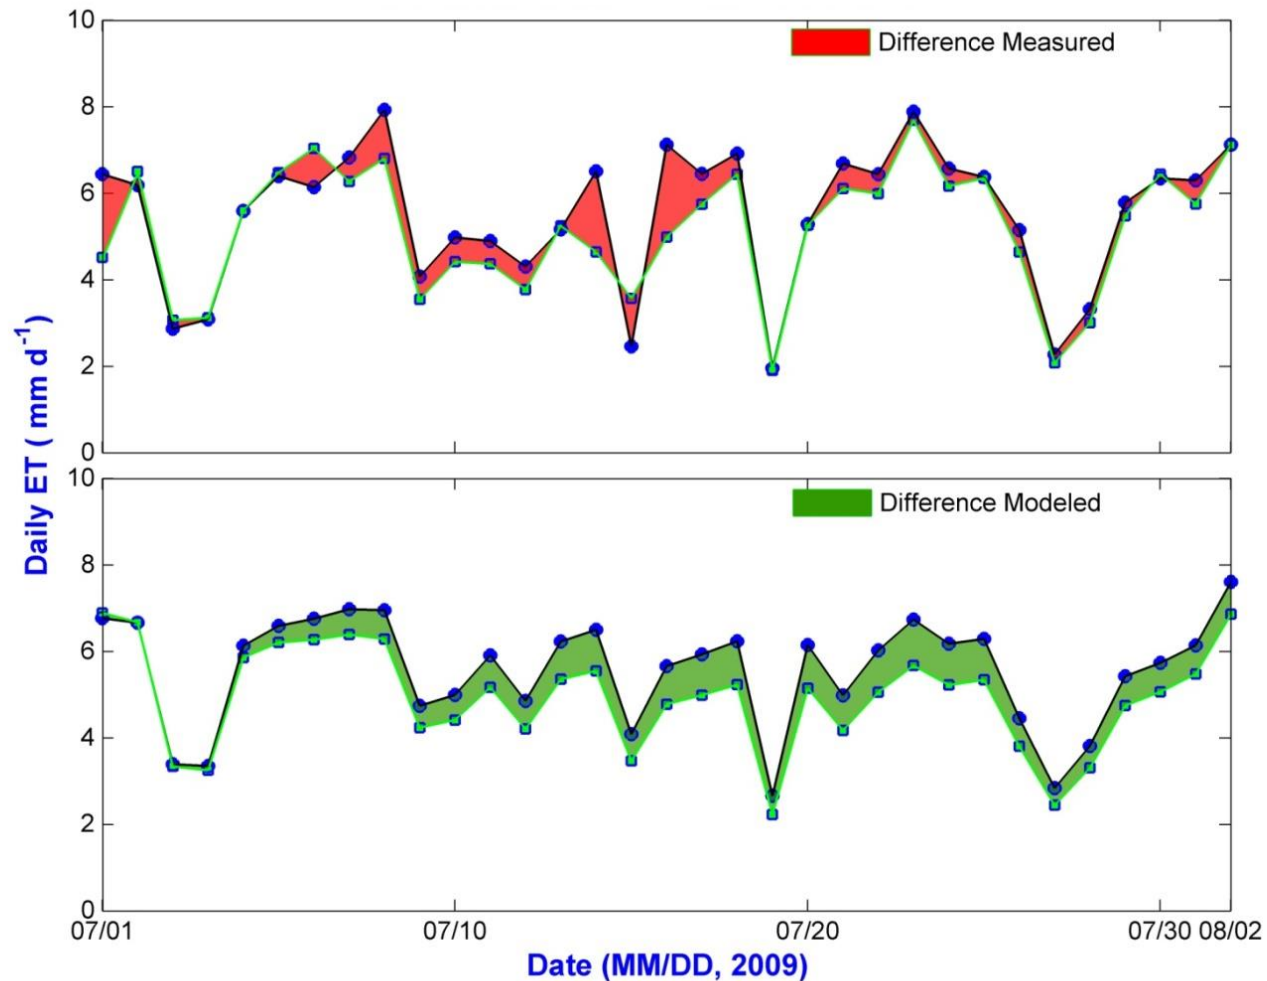 10
8
6
4
2
0
Difference Measured
Daily ET ( mm d-1)
10
8
6
4
2
0
Difference Modeled
07/01 07/10 07/20 07/30 08/02
Date (MM/DD, 2009)